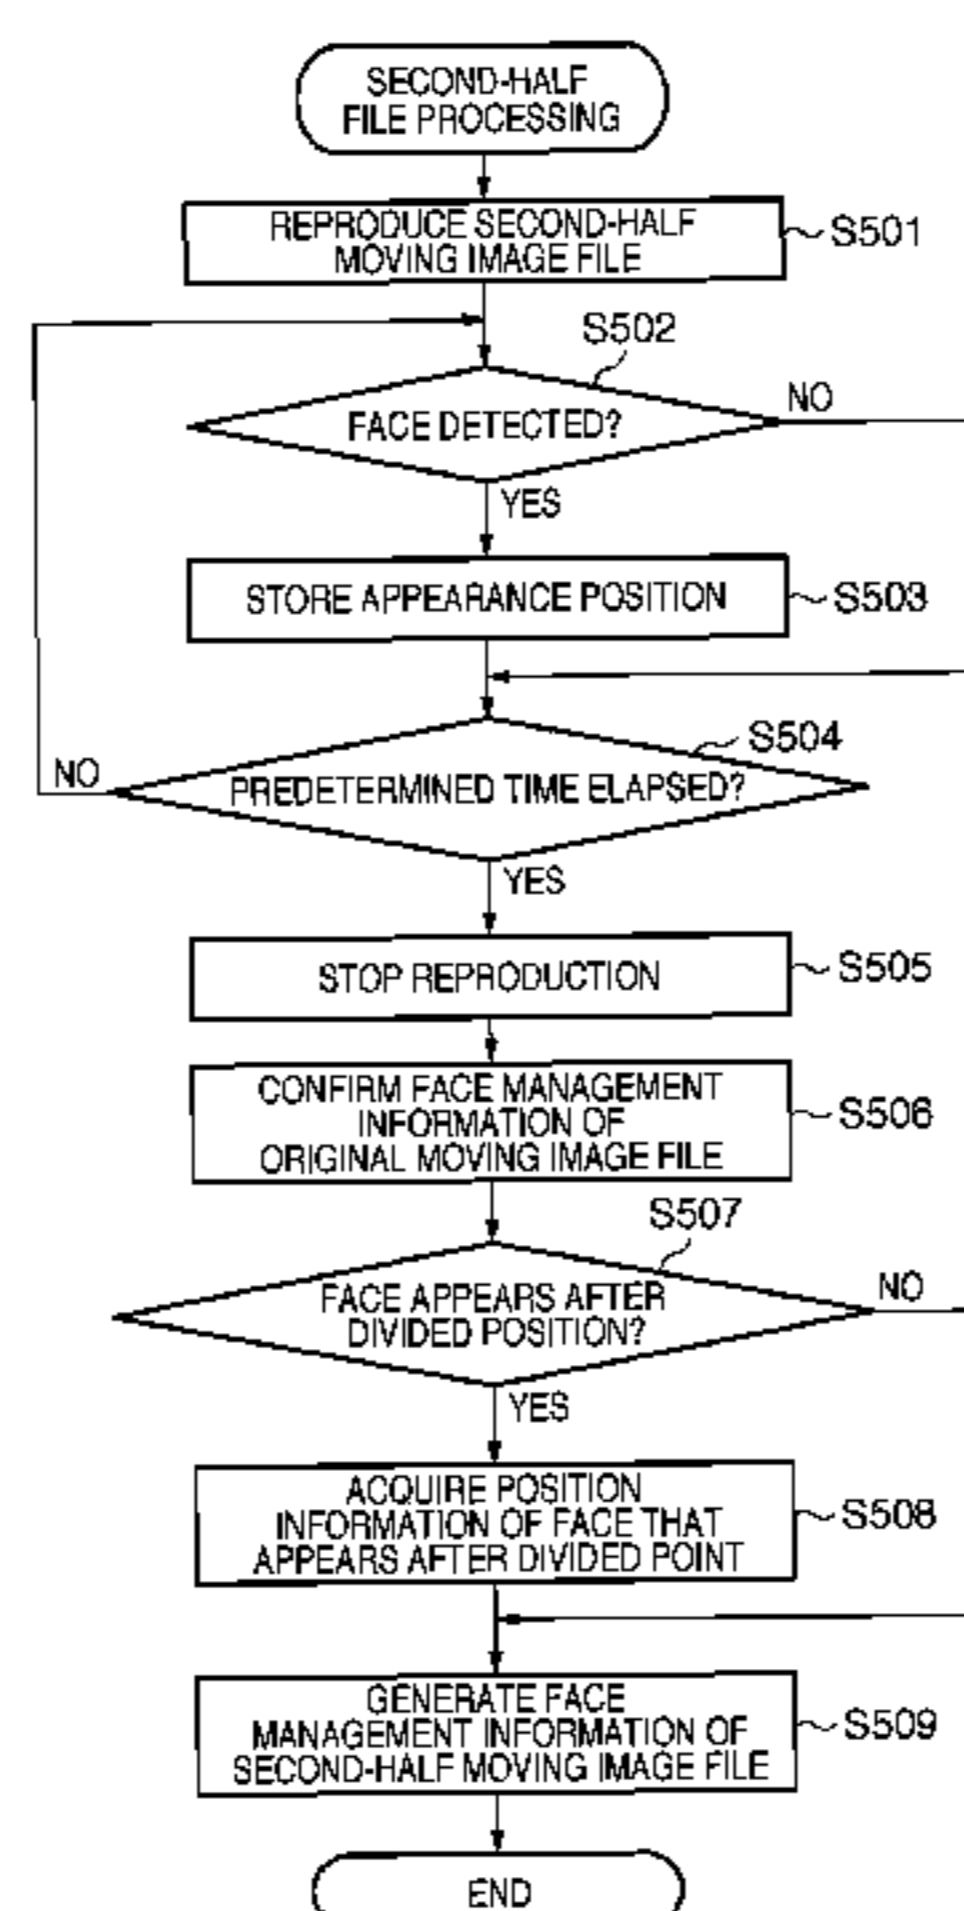 SECOND-HALF
FILE PROCESSING
REPRODUCE SECOND-HALF
MOVING IMAGE FILE
S501
S502
FACE DETECTED?
NO
YES
STORE APPEARANCE POSITION
S503
S504
NO
PREDETERMINED TIME ELAPSED?
YES
STOP REPRODUCTION
S505
CONFIRM FACE MANAGEMENT
INFORMATION OF
ORIGINAL MOVING IMAGE FILE
S506
S507
FACE APPEARS AFTER
DIVIDED POSITION?
NO
YES
ACQUIRE POSITION
INFORMATION OF FACE THAT
APPEARS AFTER DIVIDED POINT
S508
GENERATE FACE
MANAGEMENT INFORMATION OF
SECOND-HALF MOVING IMAGE FILE
S509
END